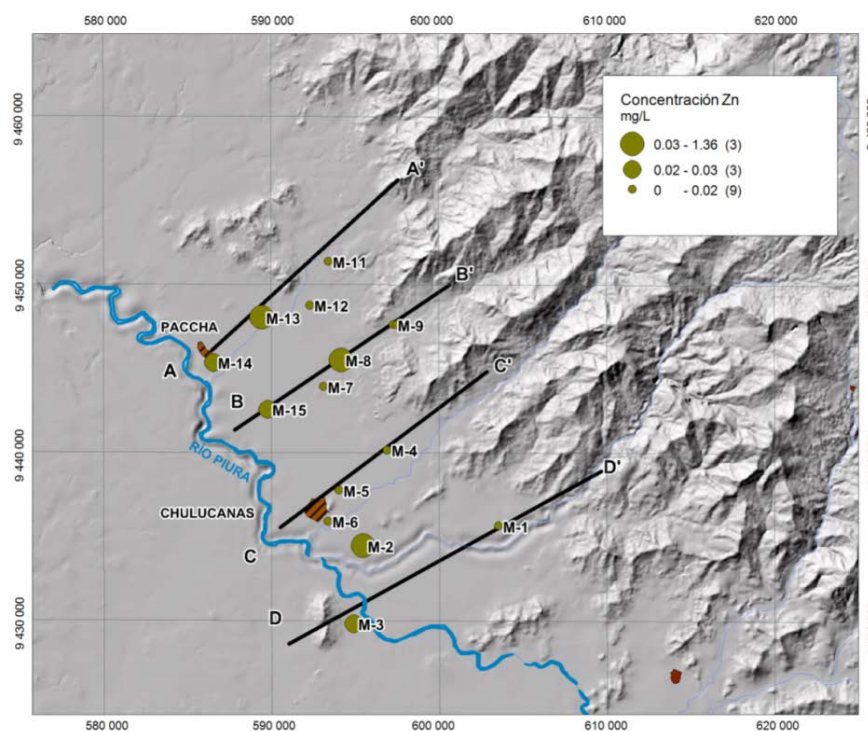 580 000
590 000
600 000
610 000
620 000
Concentración Zn
mg/L
0.03 - 1.36 (3)
0.02 - 0.03 (3)
0 - 0.02 (9)
9 460 000
A'
M-11
B'
9 450 000
M-12
M-13
M-9
PACCHA
M-14
M-8
C'
A
M-7
B
M-15
RÍO PIURA
9 440 000
M-4
D'
M-5
CHULUCANAS
M-6
M-1
C
M-2
D
9 430 000
M-3
580 000
590 000
600 000
610 000
620 000